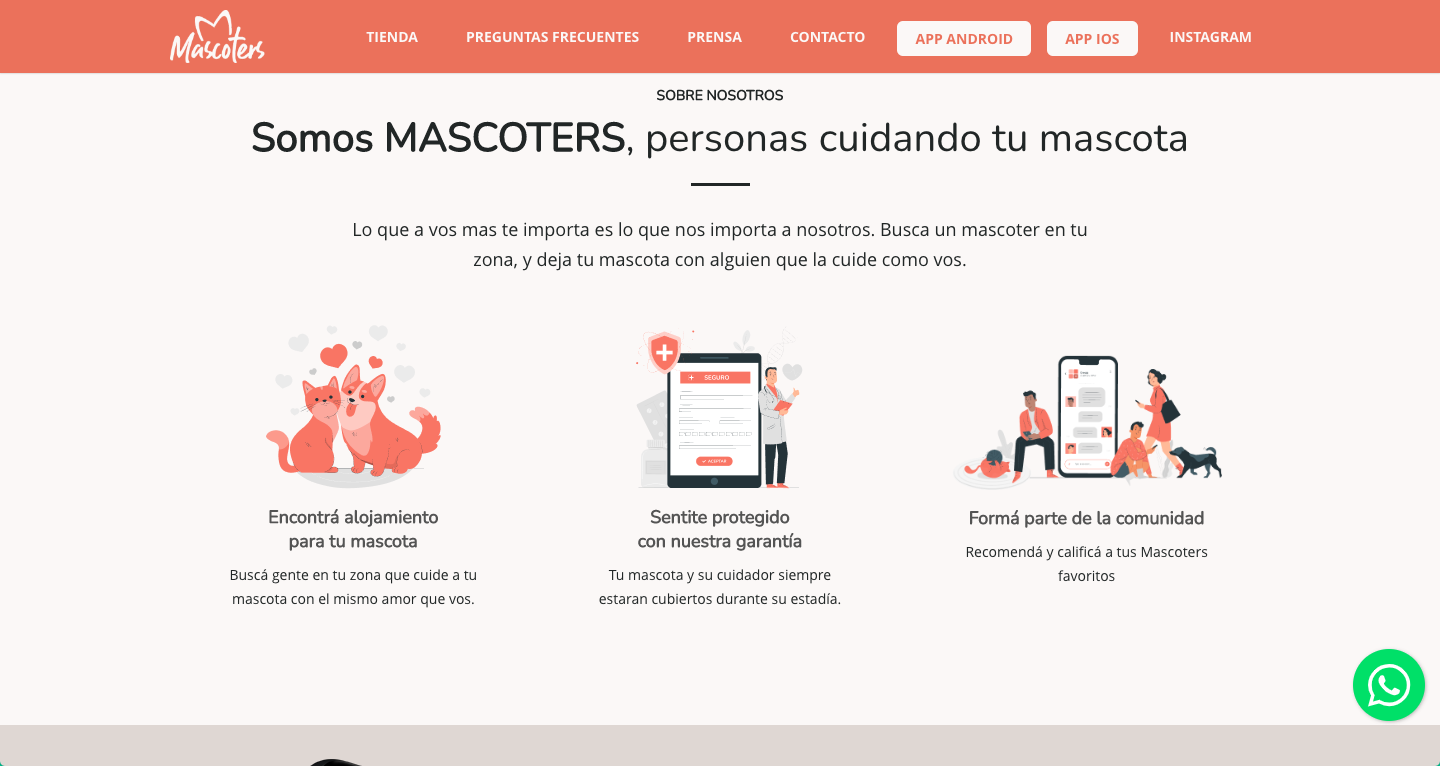 Mascoters
TIENDA
PREGUNTAS FRECUENTES
PRENSA
CONTACTO
APP ANDROID
APP IOS
INSTAGRAM
SOBRE NOSOTROS
Somos MASCOTERS, personas cuidando tu mascota
Lo que a vos mas te importa es lo que nos importa a nosotros. Busca un mascoter en tu
zona, y deja tu mascota con alguien que la cuide como vos.
SEGURO
ACEPTAR
Encontrá alojamiento
para tu mascota
Buscá gente en tu zona que cuide a tu
mascota con el mismo amor que vos.
Sentite protegido
con nuestra garantía
Tu mascota y su cuidador siempre
estaran cubiertos durante su estadía.
Formá parte de la comunidad
Recomendá y calificá a tus Mascoters
favoritos